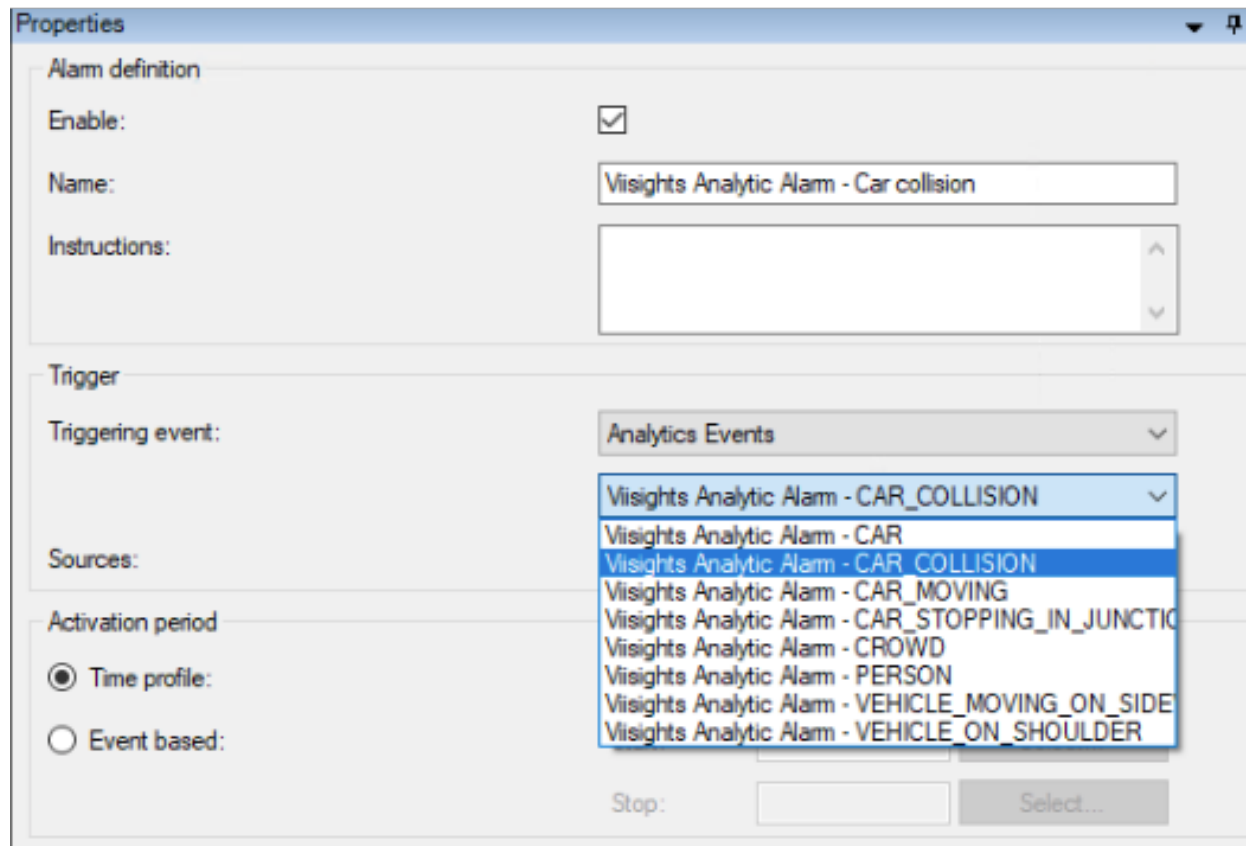 Properties
Alarm definition
Enable:
Name: Viisights Analytic Alarm - Car collision
Instructions:
Trigger
Triggering event: Analytics Events
Viisights Analytic Alarm - CAR_COLLISION
Viisights Analytic Alarm - CAR
Sources: Viisights Analytic Alarm - CAR_COLLISION
Viisights Analytic Alarm - CAR_MOVING
Viisights Analytic Alarm - CAR_STOPPING_IN_JUNCTIO
Activation period Viisights Analytic Alarm - CROWD
Time profile: Viisights Analytic Alarm - PERSON
Viisights Analytic Alarm - VEHICLE_MOVING_ON_SIDE
Event based: Viisights Analytic Alarm - VEHICLE_ON_SHOULDER
Stop: Select...